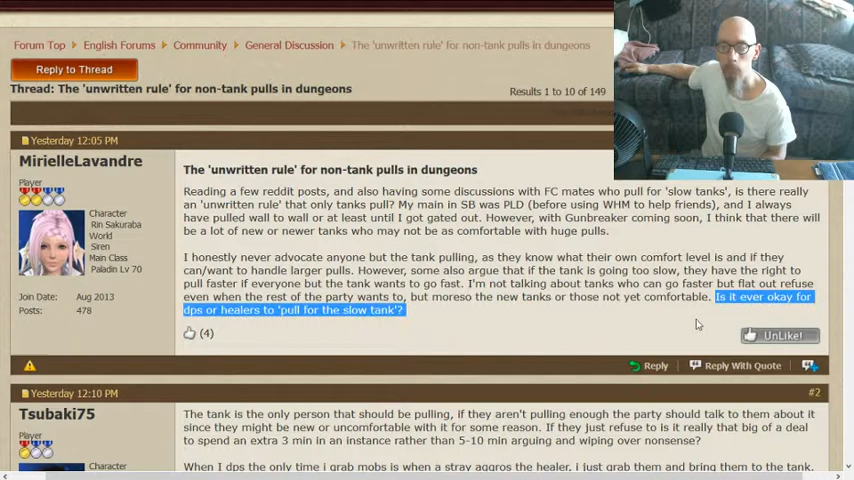 Forum Top English Forums Community General Discussion The 'unwritten rule' for non-tank pulls in dungeons
Reply to Thread
Thread: The 'unwritten rule' for non-tank pulls in dungeons
Results 1 to 10 of 149
Yesterday 12:05 PM
MirielleLavandre
Player
Character
Rin Sakuraba
World
Siren
Main Class
Paladin Lv 70
Join Date: Aug 2013
Posts: 478
The 'unwritten rule' for non-tank pulls in dungeons
Reading a few reddit posts, and also having some discussions with FC mates who pull for 'slow tanks', is there really
an 'unwritten rule' that only tanks pull? My main in SB was PLD (before using WHM to help friends), and I always
have pulled wall to wall or at least until I got gated out. However, with Gunbreaker coming soon, I think that there will
be a lot of new or newer tanks who may not be as comfortable with huge pulls.
I honestly never advocate anyone but the tank pulling, as they know what their own comfort level is and if they
can/want to handle larger pulls. However, some also argue that if the tank is going too slow, they have the right to
pull faster if everyone but the tank wants to go fast. I'm not talking about tanks who can go faster but flat out refuse
even when the rest of the party wants to, but moreso the new tanks or those not yet comfortable. Is it ever okay for
dps or healers to 'pull for the slow tank'?
(4)
UnLike!
Reply Reply With Quote
Yesterday 12:10 PM
#2
Tsubaki75
Player
Character
The tank is the only person that should be pulling, if they aren't pulling enough the party should talk to them about it
since they might be new or uncomfortable with it for some reason. If they just refuse to is it really that big of a deal
to spend an extra 3 min in an instance rather than 5-10 min arguing and wiping over nonsense?
When I dps the only time i grab mobs is when a stray aggros the healer, i just grab them and bring them to the tank.